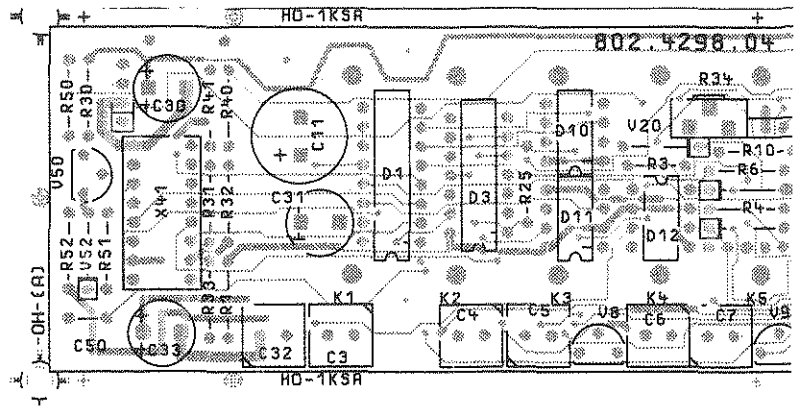 HO-1KSA
802.4298.04
R50
R30
C30
R41
R40
C11
R34
V20
D10
R10
R3
R6
R4
V50
X41
R31
R32
C31
D1
D3
R25
D11
D12
R52
V52
R51
R33
K1
K2
K3
K4
K5
C50
C33
C32
C3
C4
C5
V8
C6
C7
V9
HO-1KSA